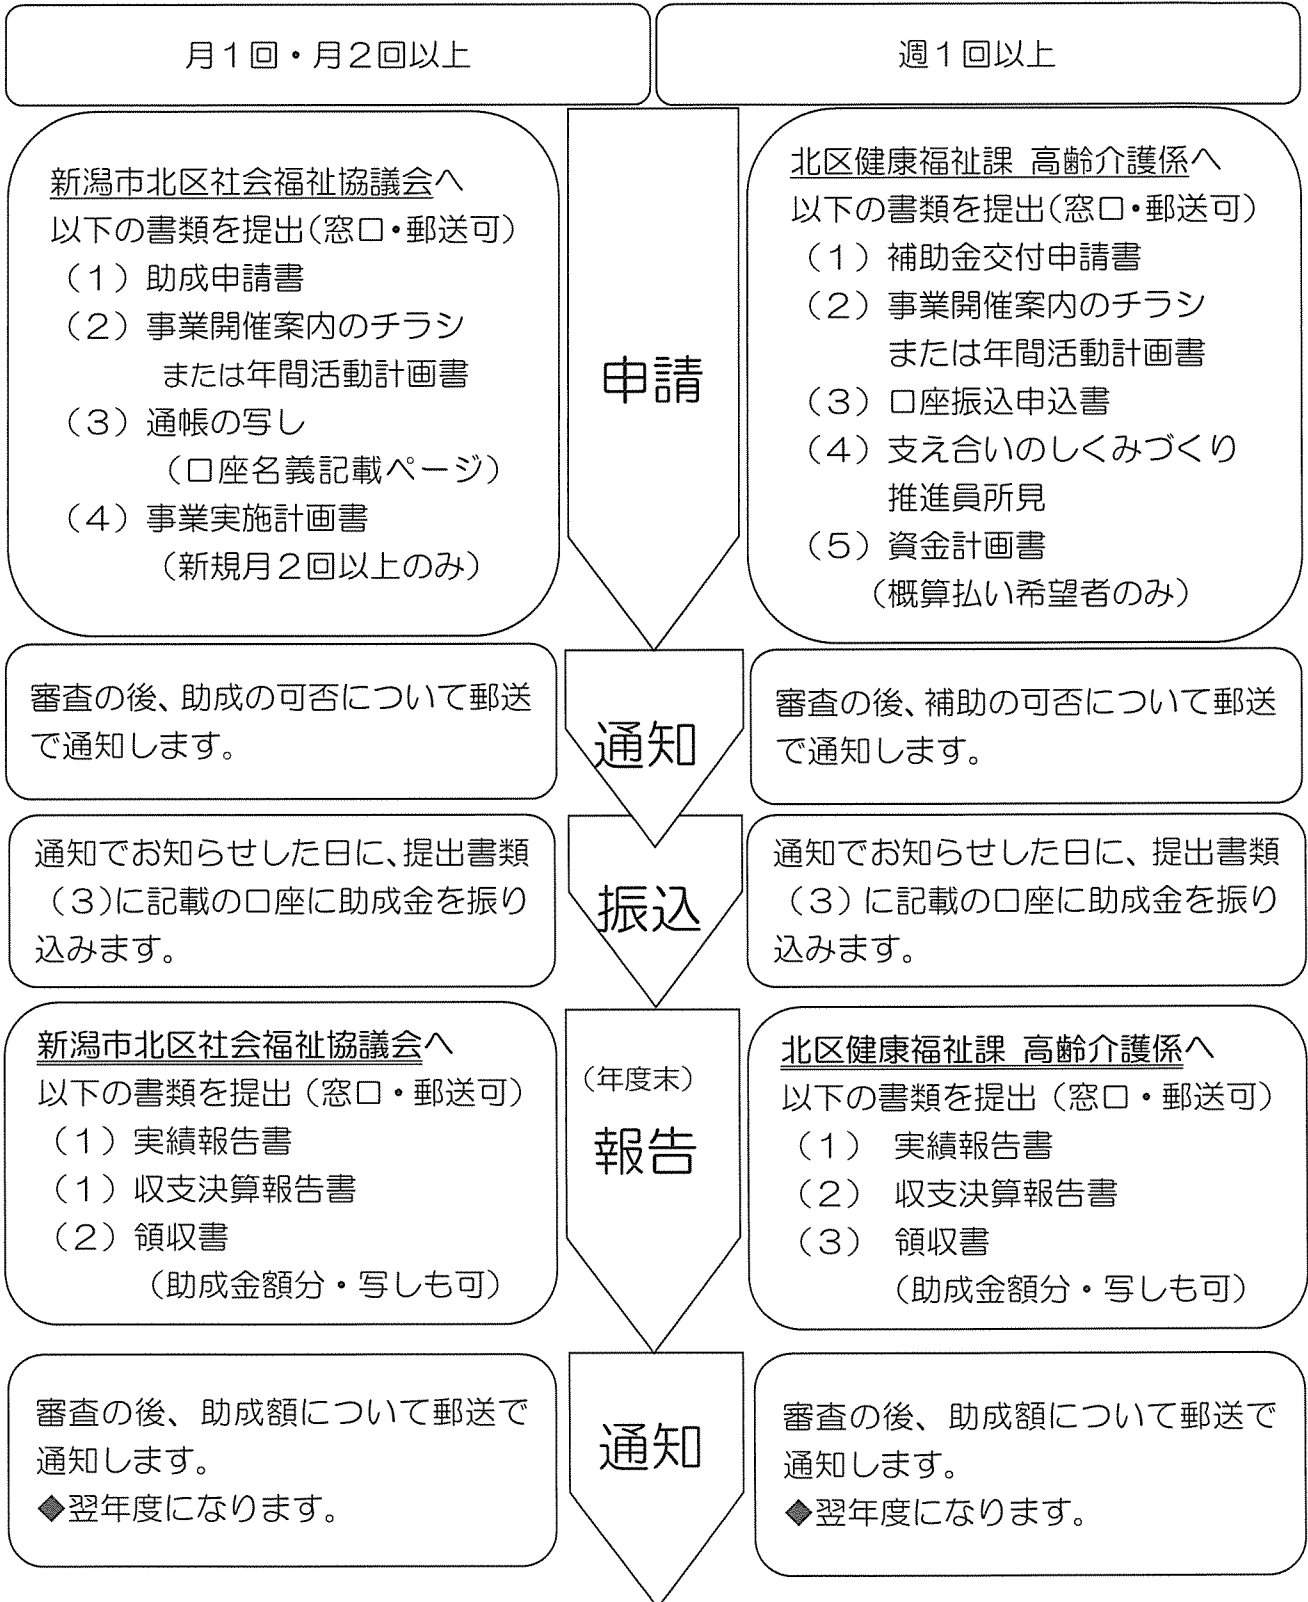 月1回・月2回以上
週1回以上
新潟市北区社会福祉協議会へ
以下の書類を提出(窓口・郵送可)
(1)助成申請書
(2)事業開催案内のチラシ
または年間活動計画書
(3)通帳の写し
(口座名義記載ページ)
(4)事業実施計画書
(新規月2回以上のみ)
申請
北区健康福祉課 高齢介護係へ
以下の書類を提出(窓口・郵送可)
(1)補助金交付申請書
(2)事業開催案内のチラシ
または年間活動計画書
(3)口座振込申込書
(4)支え合いのしくみづくり
推進員所見
(5)資金計画書
(概算払い希望者のみ)
審査の後、助成の可否について郵送
で通知します。
通知
審査の後、補助の可否について郵送
で通知します。
通知でお知らせした日に、提出書類
(3)に記載の口座に助成金を振り
込みます。
振込
通知でお知らせした日に、提出書類
(3)に記載の口座に助成金を振り
込みます。
新潟市北区社会福祉協議会へ
以下の書類を提出(窓口・郵送可)
(1)実績報告書
(1)収支決算報告書
(2)領収書
(助成金額分・写しも可)
(年度末)
報告
北区健康福祉課 高齢介護係へ
以下の書類を提出(窓口・郵送可)
(1) 実績報告書
(2) 収支決算報告書
(3) 領収書
(助成金額分・写しも可)
審査の後、助成額について郵送で
通知します。
◆翌年度になります。
通知
審査の後、助成額について郵送で
通知します。
◆翌年度になります。